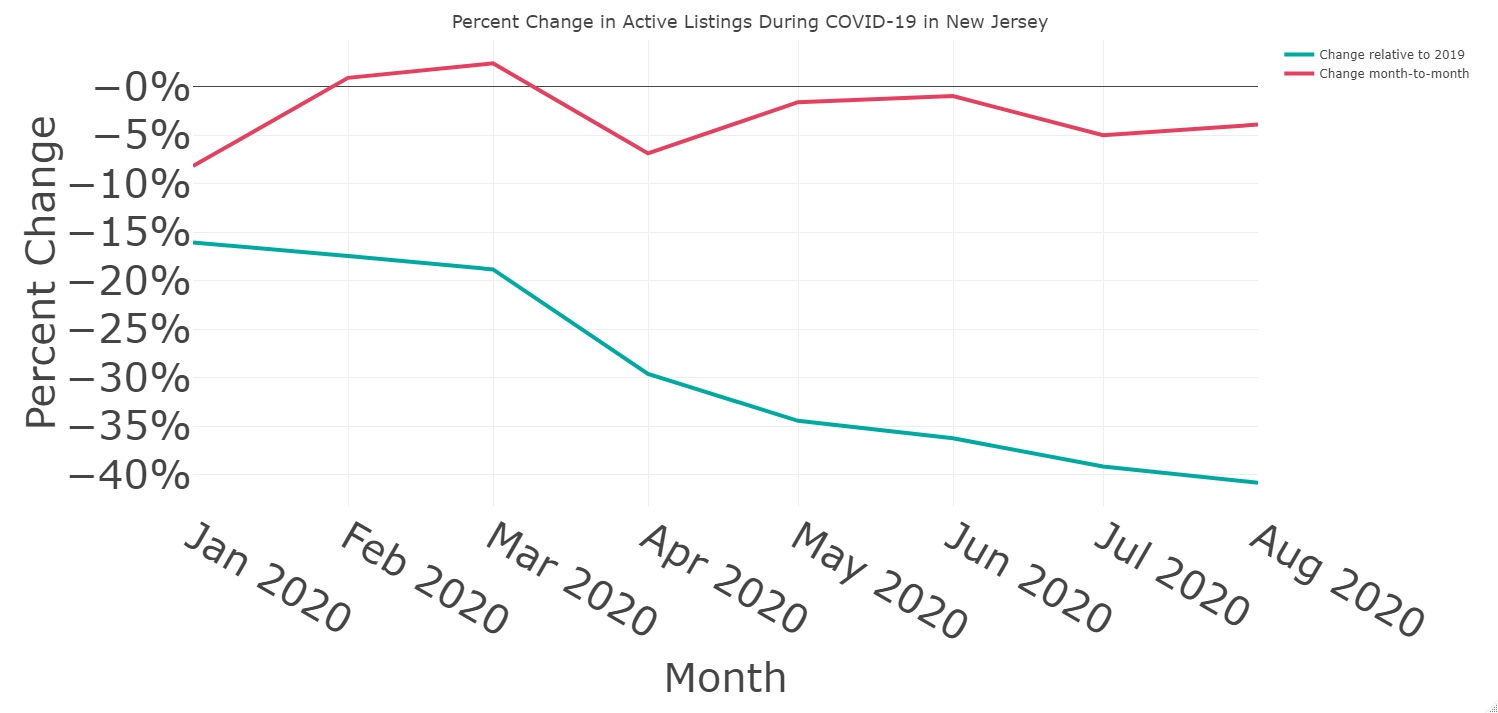 Percent Change in Active Listings During COVID-19 in New Jersey
Change relative to 2019
Change month-to-month
Percent Change
−0%
−5%
−10%
−15%
−20%
−25%
−30%
−35%
−40%
Jan 2020
Feb 2020
Mar 2020
Apr 2020
May 2020
Jun 2020
Jul 2020
Aug 2020
Month